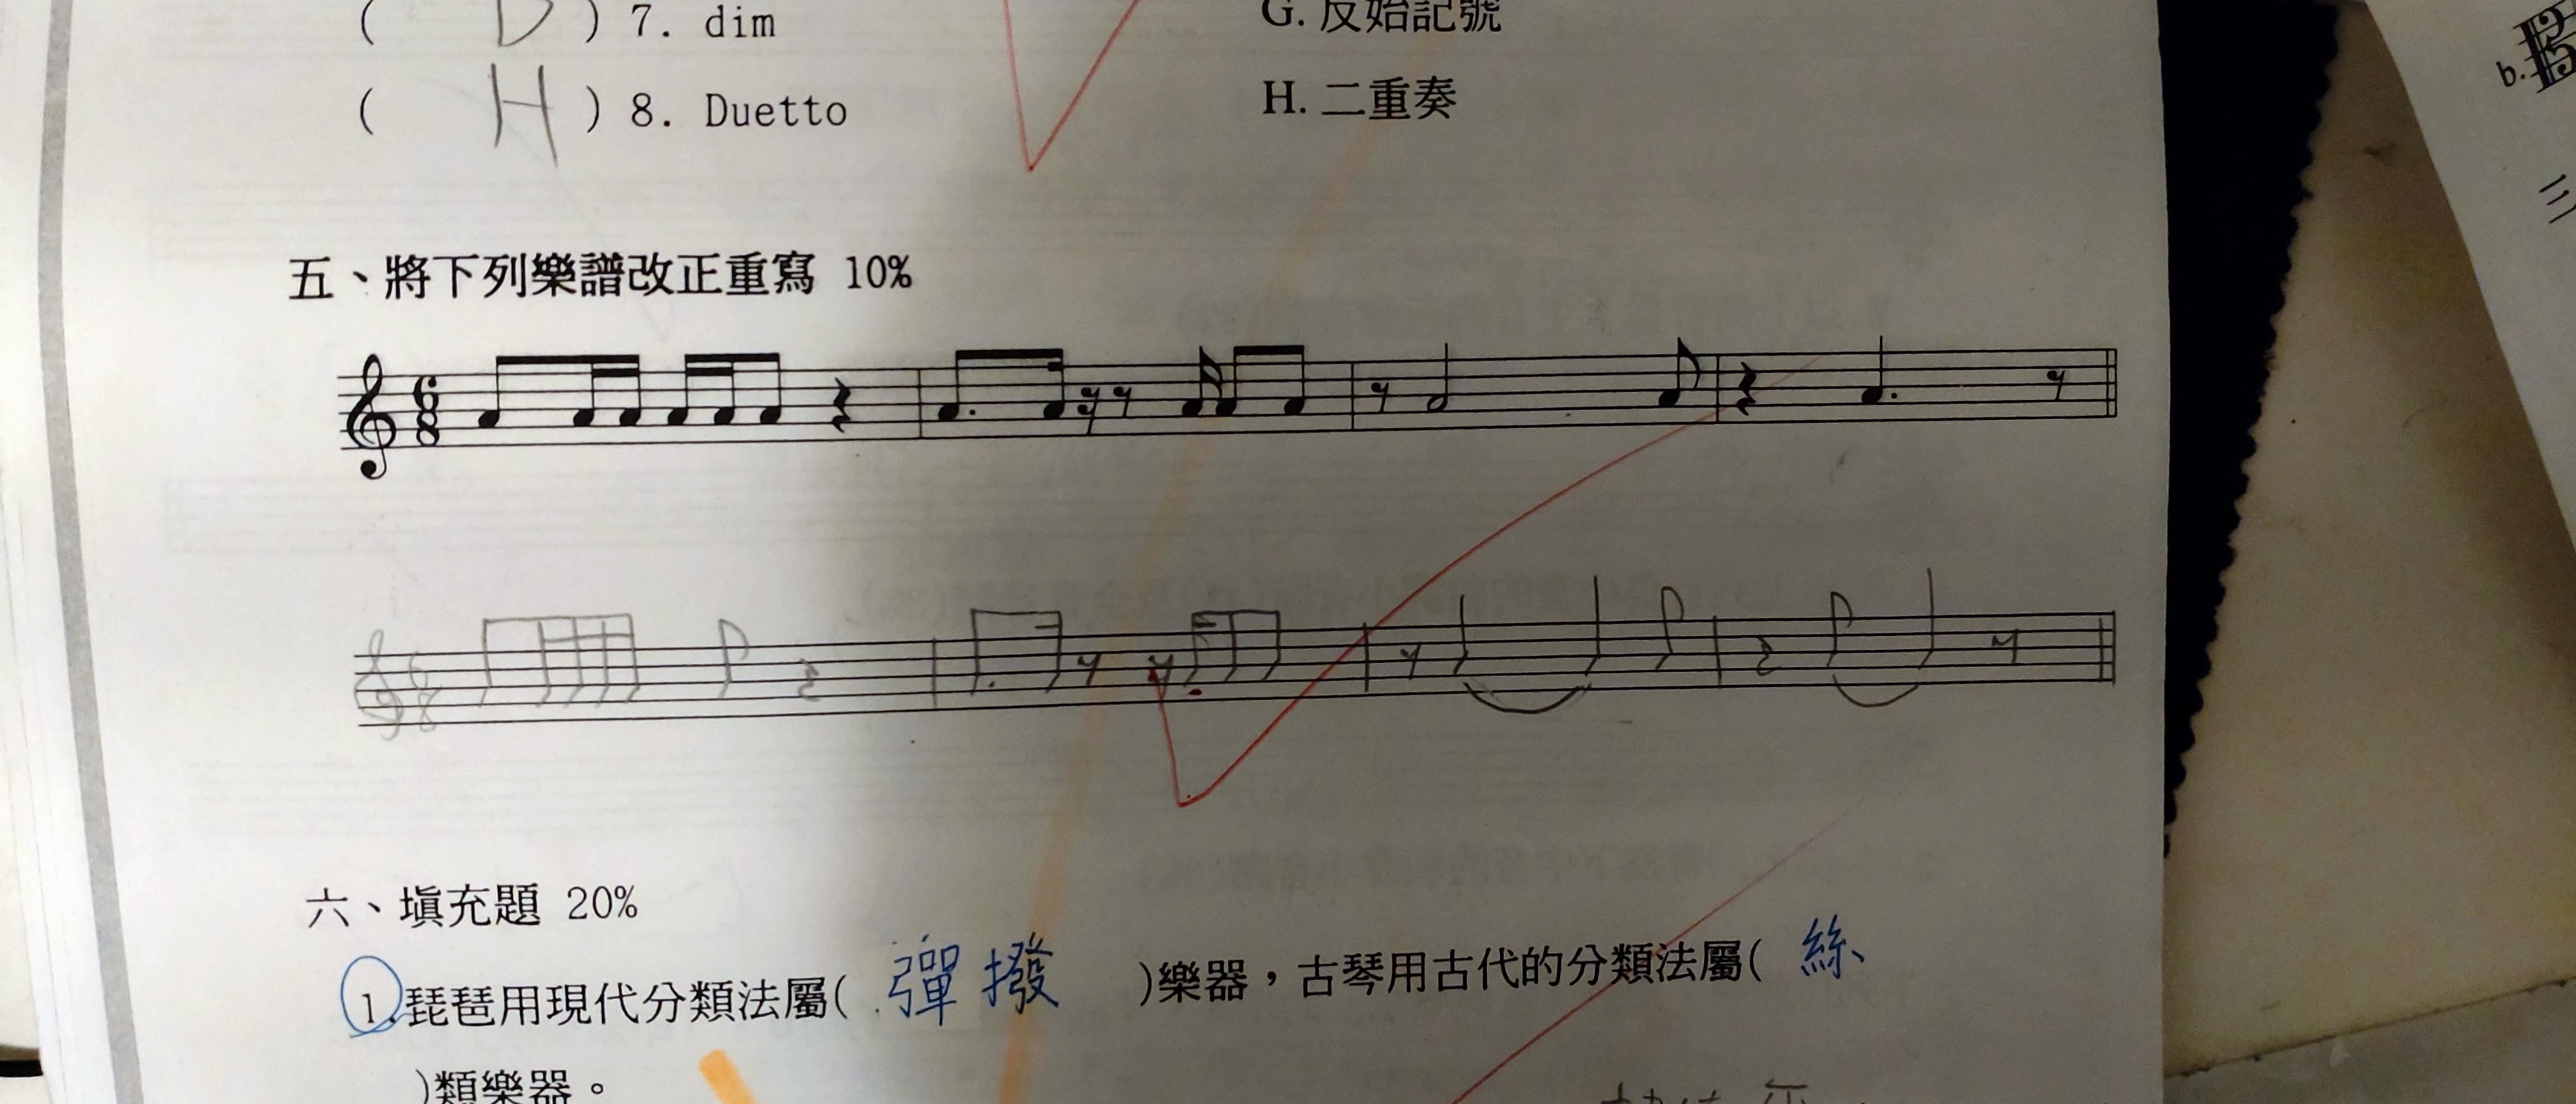 ( D ) 7. dim
G. 反始記號
( H ) 8. Duetto
H. 二重奏
b.
三
五、將下列樂譜改正重寫 10%
6
8
6
8
六、填充題 20%
1. 琵琶用現代分類法屬( 彈撥 )樂器，古琴用古代的分類法屬( 絲
)類樂器。